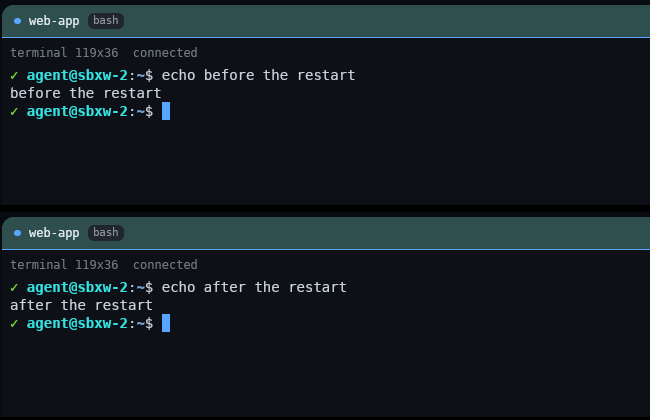 web-app bash
terminal 119x36 connected
✓ agent@sbxw-2:~$ echo before the restart
before the restart
✓ agent@sbxw-2:~$
web-app bash
terminal 119x36 connected
✓ agent@sbxw-2:~$ echo after the restart
after the restart
✓ agent@sbxw-2:~$